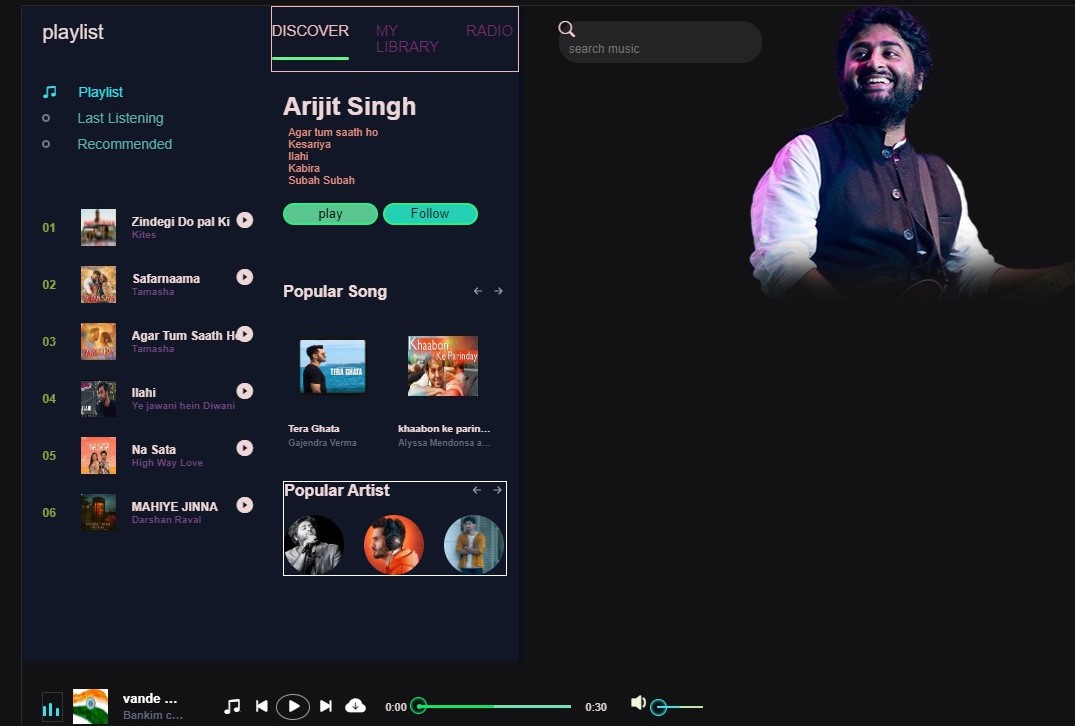 playlist
Playlist
Last Listening
Recommended
01
Zindegi Do pal Ki
Kites
02
Safarnaama
Tamasha
03
Agar Tum Saath H
Tamasha
04
Ilahi
Ye jawani hein Diwani
05
Na Sata
High Way Love
06
MAHIYE JINNA
Darshan Raval
DISCOVER
MY
LIBRARY
RADIO
Arijit Singh
Agar tum saath ho
Kesariya
Ilahi
Kabira
Subah Subah
play
Follow
Popular Song
TERA GHATA
Khaabon
Ke Parinday
Tera Ghata
Gajendra Verma
khaabon ke parin...
Alyssa Mendonsa a...
Popular Artist
search music
vande ...
Bankim c...
0:00
0:30